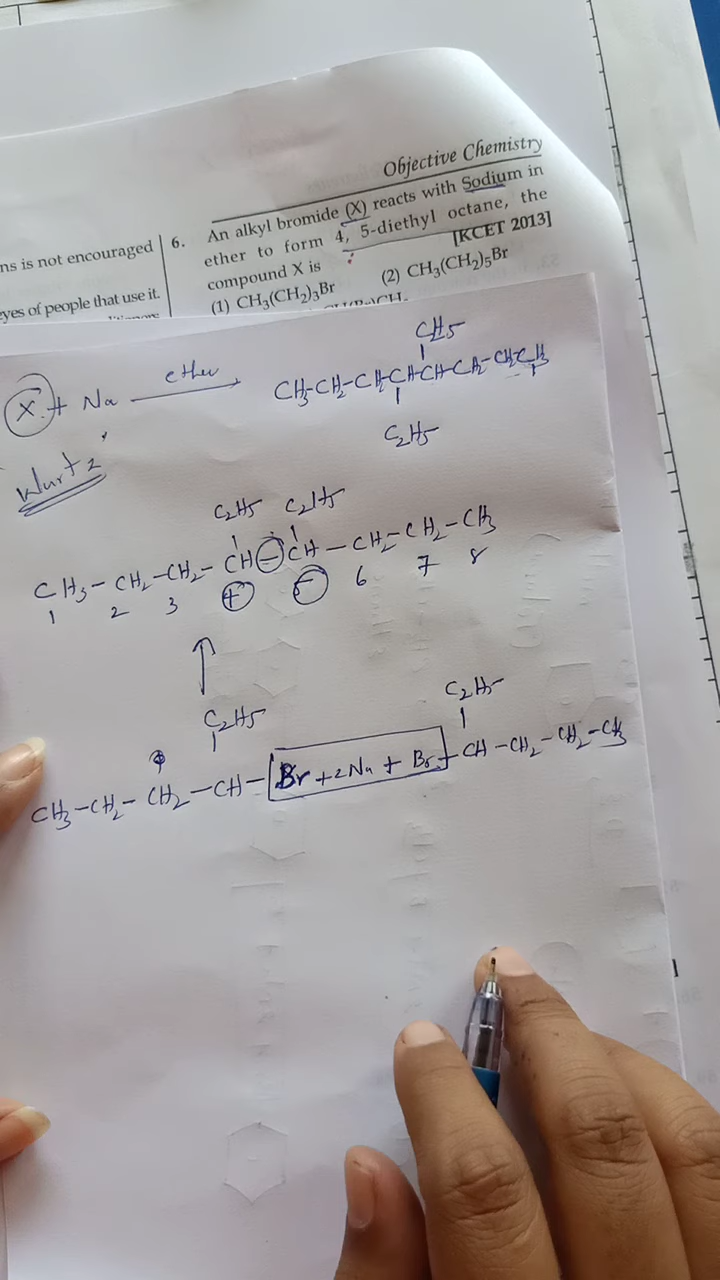 Objective Chemistry
ns is not encouraged
eyes of people that use it.
6. An alkyl bromide (X) reacts with Sodium in
ether to form 4, 5-diethyl octane, the
compound X is [KCET 2013]
(1) CH3(CH2)3Br (2) CH3(CH2)5Br
C2H5
X + Na ether CH3-CH2-CH2-CH-CH-CH2-CH2-CH3
C2H5
Wurtz
C2H5 C2H5
CH3-CH2-CH2-CH-CH-CH2-CH2-CH3
1 2 3 4 5 6 7 8
C2H5 C2H5
CH3-CH2-CH2-CH-Br+2Na+Br-CH-CH2-CH2-CH3